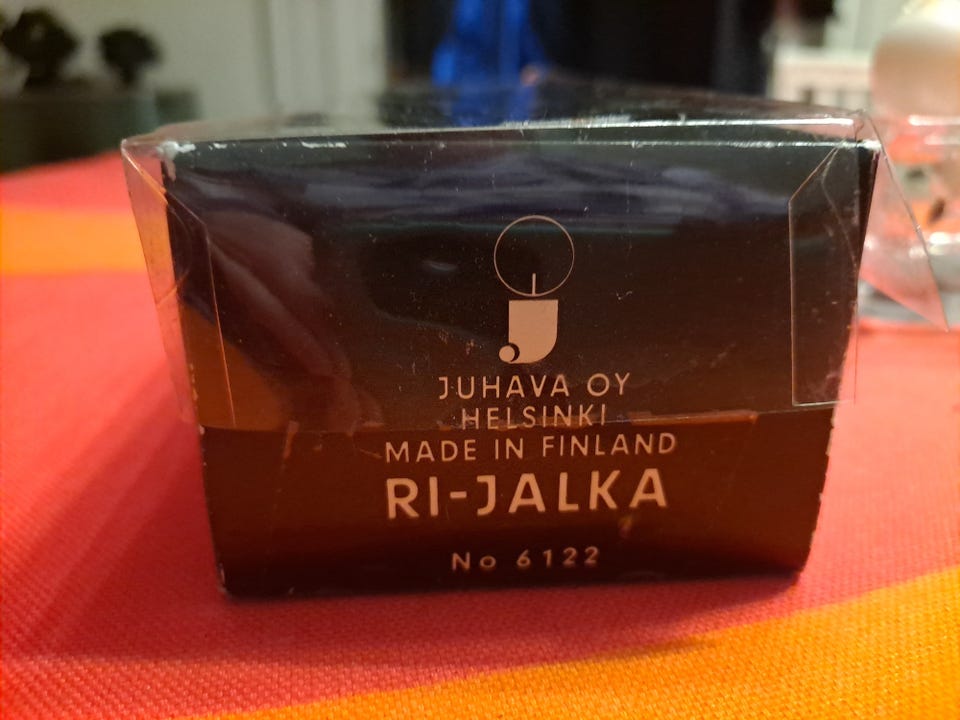 JUHAVA OY
HELSINKI
MADE IN FINLAND
RI-JALKA
No 6122